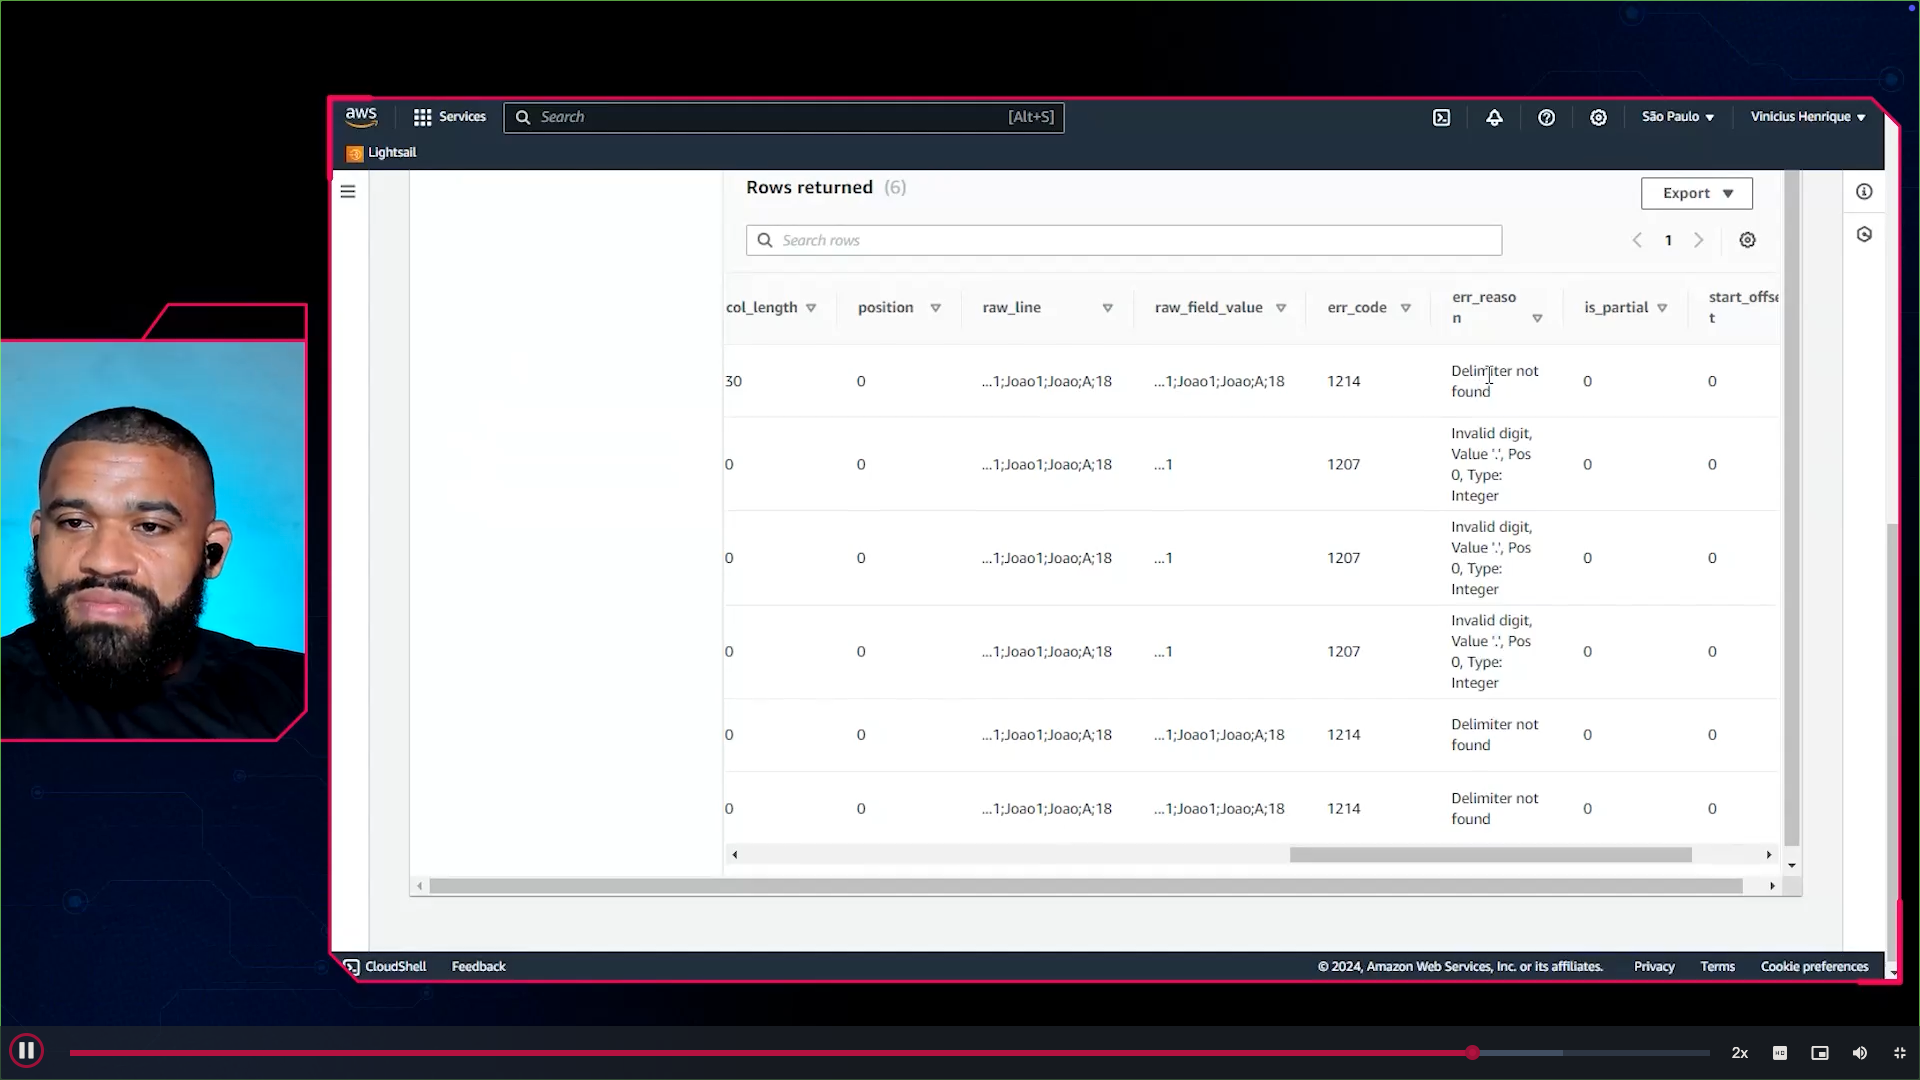 aws
Services
Search
[Alt+S]
São Paulo
Vinicius Henrique
Lightsail
Rows returned (6)
Export
Search rows
1
col_length position raw_line raw_field_value err_code err_reaso
n is_partial start_offse
t
30 0 ...1;Joao1;Joao;A;18 ...1;Joao1;Joao;A;18 1214 Delimiter not
found 0 0
0 0 ...1;Joao1;Joao;A;18 ...1 1207 Invalid digit,
Value '.', Pos
0, Type:
Integer 0 0
0 0 ...1;Joao1;Joao;A;18 ...1 1207 Invalid digit,
Value '.', Pos
0, Type:
Integer 0 0
0 0 ...1;Joao1;Joao;A;18 ...1 1207 Invalid digit,
Value '.', Pos
0, Type:
Integer 0 0
0 0 ...1;Joao1;Joao;A;18 ...1;Joao1;Joao;A;18 1214 Delimiter not
found 0 0
0 0 ...1;Joao1;Joao;A;18 ...1;Joao1;Joao;A;18 1214 Delimiter not
found 0 0
CloudShell Feedback © 2024, Amazon Web Services, Inc. or its affiliates. Privacy Terms Cookie preferences
2x
HD